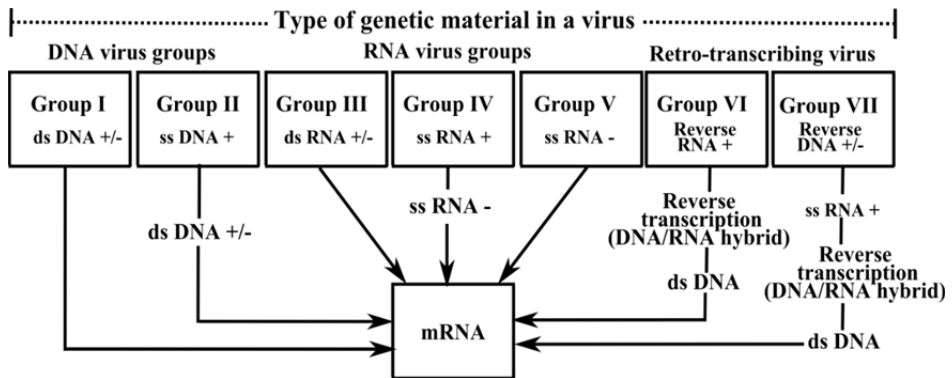 Type of genetic material in a virus
DNA virus groups
RNA virus groups
Retro-transcribing virus
Group I
ds DNA +/-
Group II
ss DNA +
Group III
ds RNA +/-
Group IV
ss RNA +
Group V
ss RNA -
Group VI
Reverse
RNA +
Group VII
Reverse
DNA +/-
ds DNA +/-
ss RNA -
Reverse
transcription
(DNA/RNA hybrid)
ds DNA
ss RNA +
Reverse
transcription
(DNA/RNA hybrid)
ds DNA
mRNA